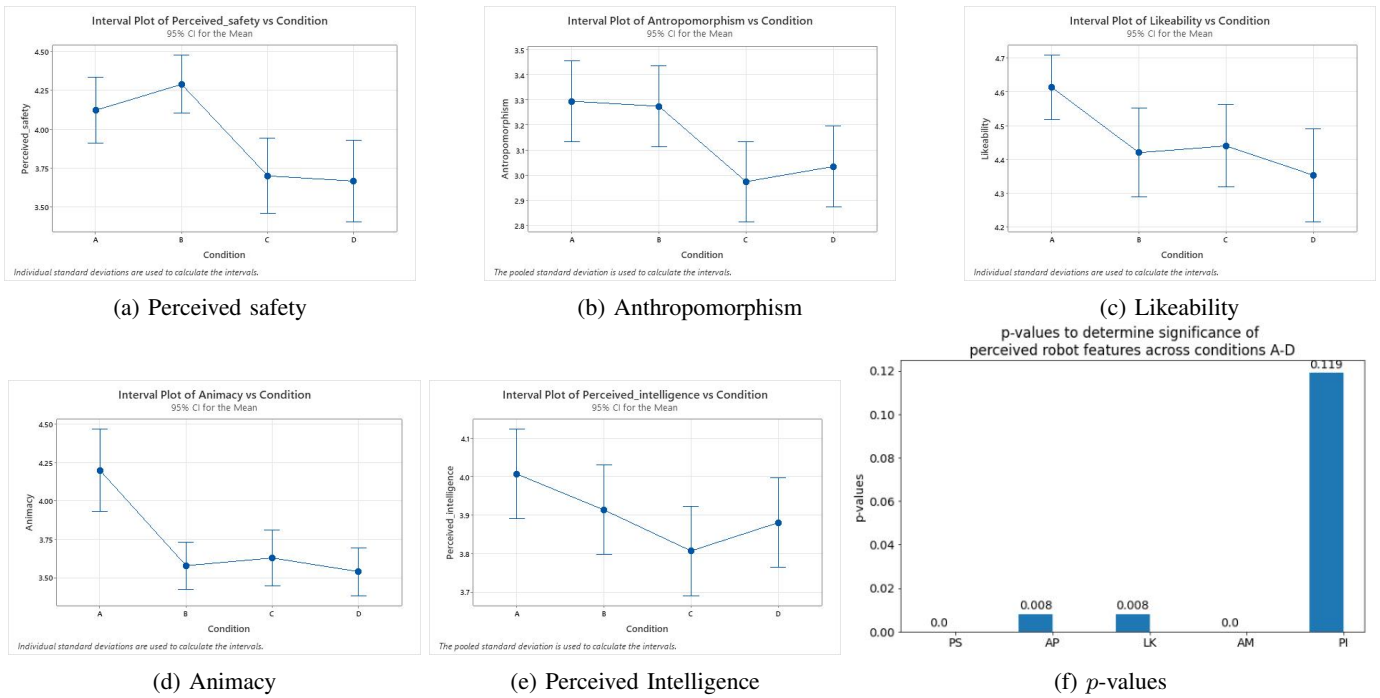 Interval Plot of Perceived_safety vs Condition
95% CI for the Mean
Perceived_safety
4.50
4.25
4.00
3.75
3.50
A B C D
Condition
Individual standard deviations are used to calculate the intervals.
(a) Perceived safety
Interval Plot of Antropomorphism vs Condition
95% CI for the Mean
Antropomorphism
3.5
3.4
3.3
3.2
3.1
3.0
2.9
2.8
A B C D
Condition
The pooled standard deviation is used to calculate the intervals.
(b) Anthropomorphism
Interval Plot of Likeability vs Condition
95% CI for the Mean
Likeability
4.7
4.6
4.5
4.4
4.3
4.2
A B C D
Condition
Individual standard deviations are used to calculate the intervals.
(c) Likeability
Interval Plot of Animacy vs Condition
95% CI for the Mean
Animacy
4.50
4.25
4.00
3.75
3.50
A B C D
Condition
Individual standard deviations are used to calculate the intervals.
(d) Animacy
Interval Plot of Perceived_intelligence vs Condition
95% CI for the Mean
Perceived_intelligence
4.1
4.0
3.9
3.8
3.7
A B C D
Condition
The pooled standard deviation is used to calculate the intervals.
(e) Perceived Intelligence
p-values to determine significance of
perceived robot features across conditions A-D
p-values
0.12
0.10
0.08
0.06
0.04
0.02
0.00
0.0 0.008 0.008 0.0 0.119
PS AP LK AM PI
(f) p-values